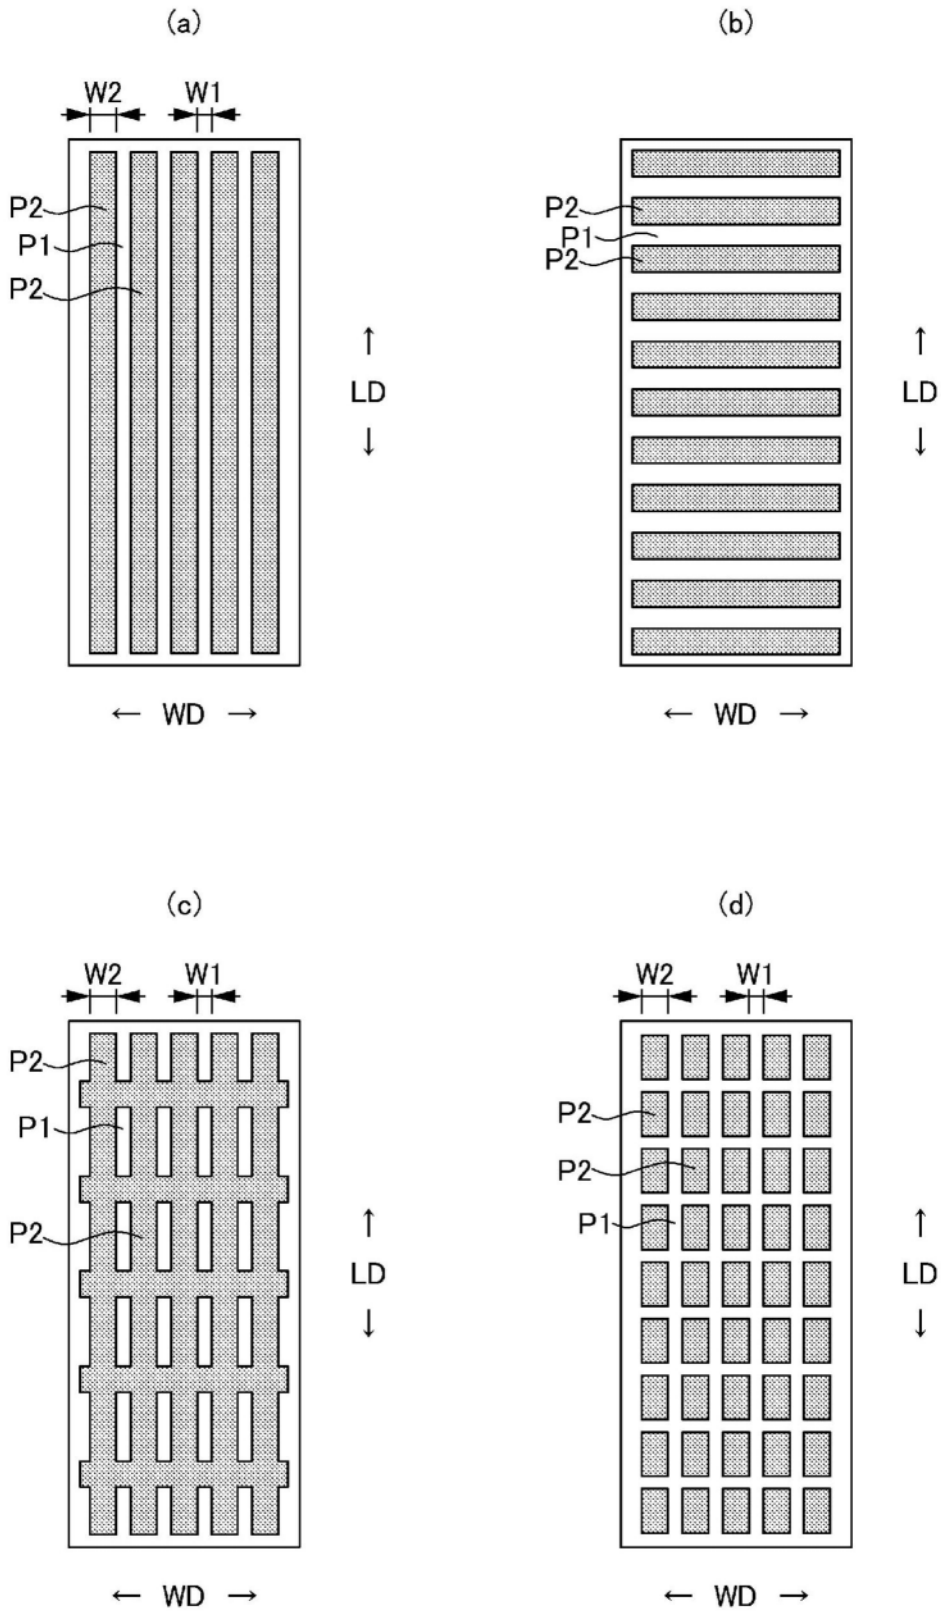 (a)
W2 W1
P2
P1
P2
↑
LD
↓
← WD →
(b)
P2
P1
P2
↑
LD
↓
← WD →
(c)
W2 W1
P2
P1
P2
↑
LD
↓
← WD →
(d)
W2 W1
P2
P2
P1
↑
LD
↓
← WD →